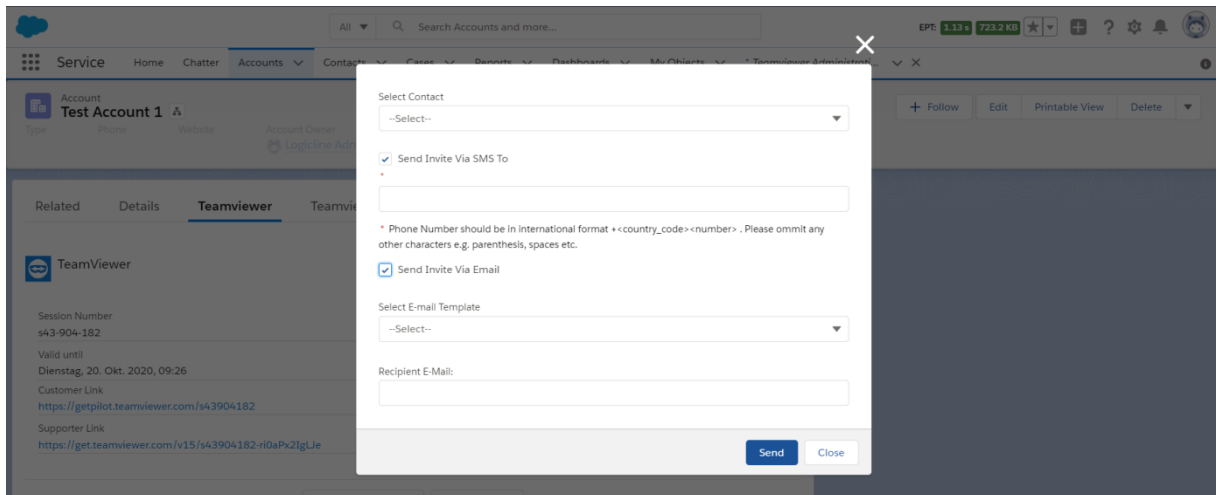 All
Search Accounts and more...
EPT: 1.13 s 723.2 KB
Service Home Chatter Accounts Contacts Cases Reports Dashboards My Objects * Teamviewer Administrati...
Account
Test Account 1
+ Follow Edit Printable View Delete
Type Phone Website Account Owner
Logicline Adm
Select Contact
--Select--
Send Invite Via SMS To
*
* Phone Number should be in international format +<country_code><number> . Please ommit any
other characters e.g. parenthesis, spaces etc.
Send Invite Via Email
Select E-mail Template
--Select--
Recipient E-Mail:
Send Close
Related Details Teamviewer Teamvie
TeamViewer
Session Number
s43-904-182
Valid until
Dienstag, 20. Okt. 2020, 09:26
Customer Link
https://getpilot.teamviewer.com/s43904182
Supporter Link
https://get.teamviewer.com/v15/s43904182-ri0aPx2IgLJe